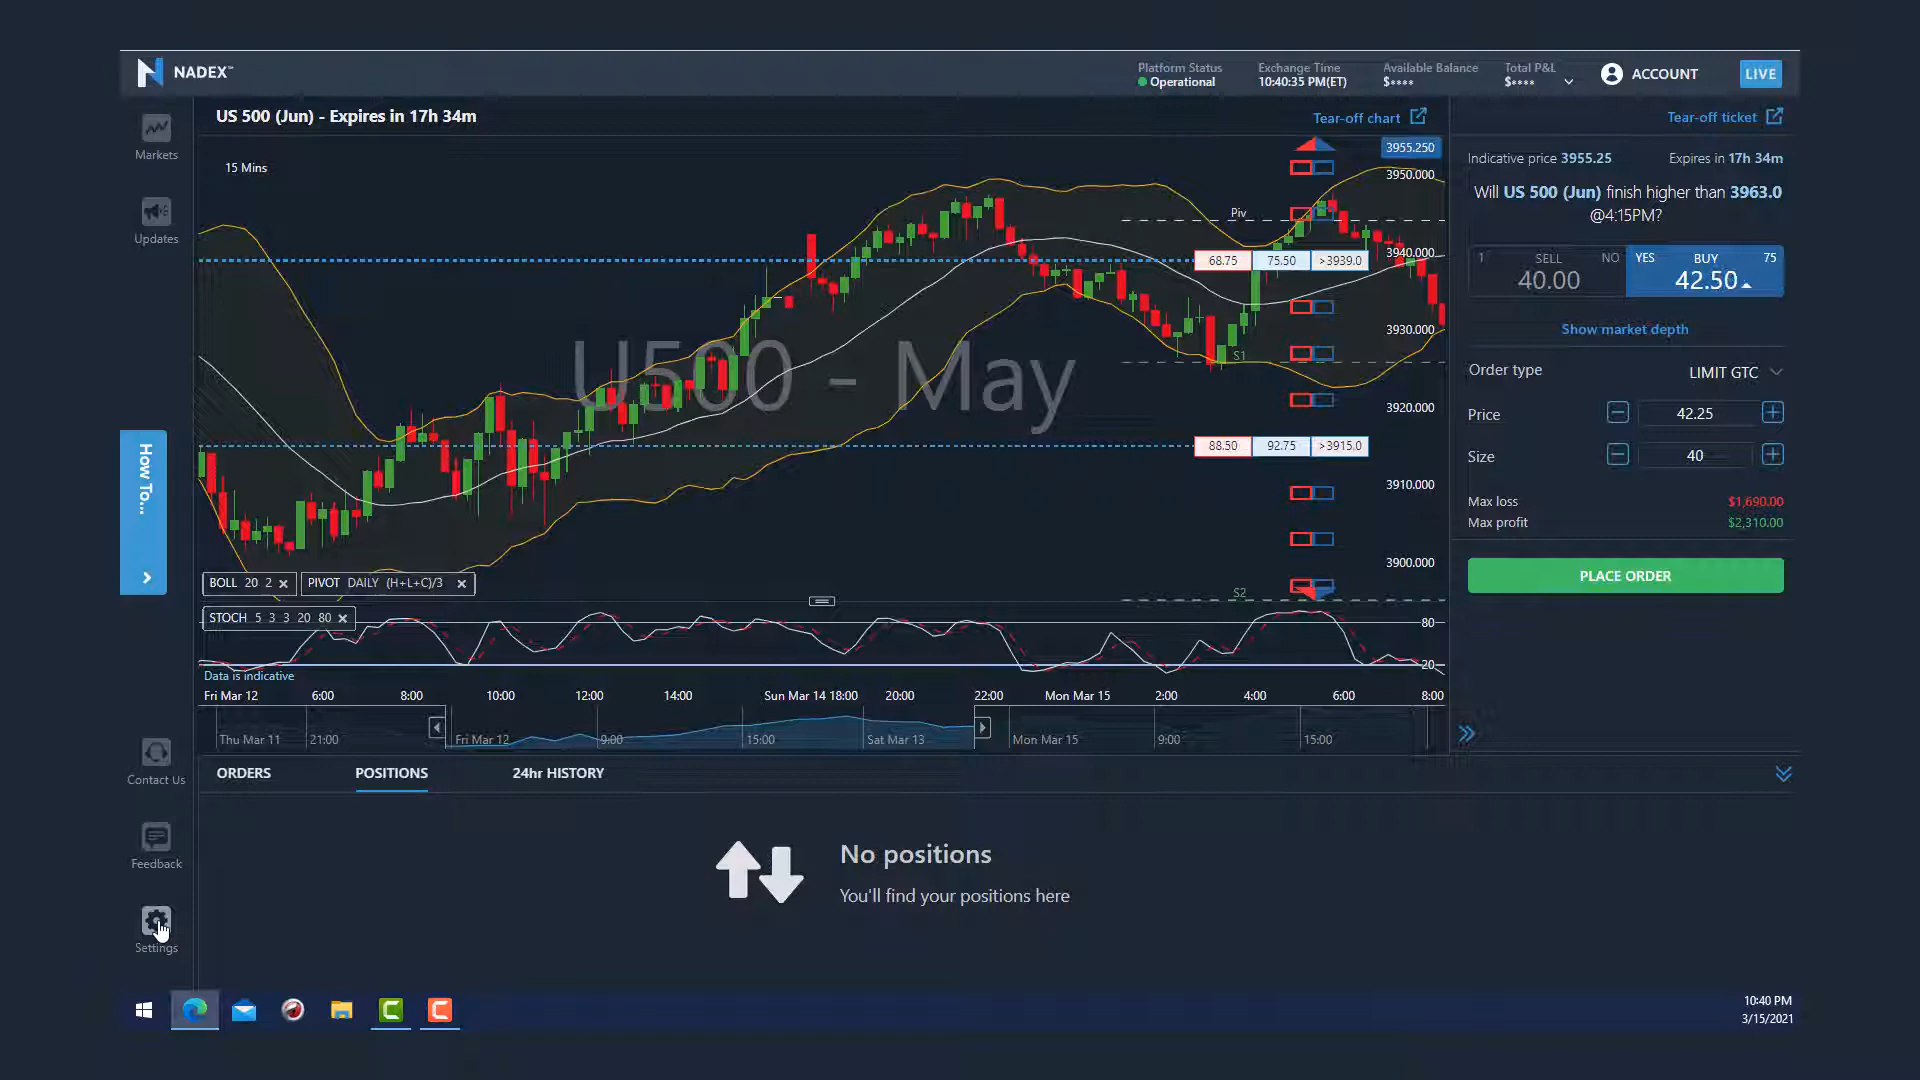 NADEX™
Platform Status
Operational
Exchange Time
10:40:35 PM(ET)
Available Balance
$****
Total P&L
$****
ACCOUNT
LIVE
Markets
Updates
How To...
Contact Us
Feedback
Settings
US 500 (Jun) - Expires in 17h 34m
Tear-off chart
15 Mins
U500 - May
3955.250
3950.000
3940.000
3930.000
3920.000
3910.000
3900.000
Piv
68.75 75.50 >3939.0
S1
88.50 92.75 >3915.0
S2
BOLL 20 2
PIVOT DAILY (H+L+C)/3
STOCH 5 3 3 20 80
80
20
Data is indicative
Fri Mar 12 6:00 8:00 10:00 12:00 14:00 Sun Mar 14 18:00 20:00 22:00 Mon Mar 15 2:00 4:00 6:00 8:00
Thu Mar 11 21:00 Fri Mar 12 9:00 15:00 Sat Mar 13 Mon Mar 15 9:00 15:00
Tear-off ticket
Indicative price 3955.25 Expires in 17h 34m
Will US 500 (Jun) finish higher than 3963.0
@4:15PM?
1 SELL NO YES BUY 75
40.00 42.50
Show market depth
Order type LIMIT GTC
Price 42.25
Size 40
Max loss $1,690.00
Max profit $2,310.00
PLACE ORDER
ORDERS POSITIONS 24hr HISTORY
No positions
You'll find your positions here
10:40 PM
3/15/2021